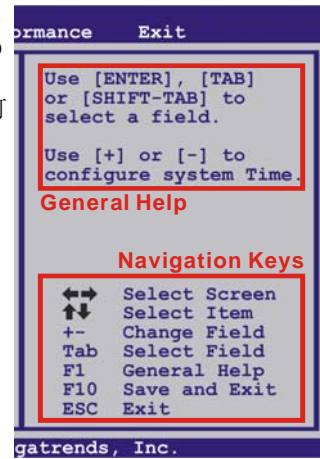 ormance Exit
Use [ENTER], [TAB]
or [SHIFT-TAB] to
select a field.
Use [+] or [-] to
configure system Time.
General Help
Navigation Keys
←→ Select Screen
↑↓ Select Item
+- Change Field
Tab Select Field
F1 General Help
F10 Save and Exit
ESC Exit
gatrends, Inc.